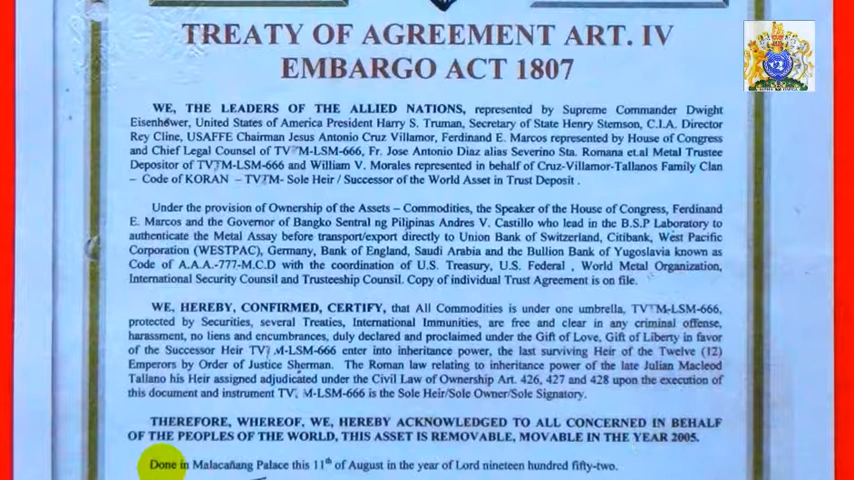 TREATY OF AGREEMENT ART. IV
EMBARGO ACT 1807
WE, THE LEADERS OF THE ALLIED NATIONS, represented by Supreme Commander Dwight
Eisenhower, United States of America President Harry S. Truman, Secretary of State Henry Stemson, C.I.A. Director
Rey Cline, USAFFE Chairman Jesus Antonio Cruz Villamor, Ferdinand E. Marcos represented by House of Congress
and Chief Legal Counsel of TVTM-LSM-666, Fr. Jose Antonio Diaz alias Severino Sta. Romana et.al Metal Trustee
Depositor of TVTM-LSM-666 and William V. Morales represented in behalf of Cruz-Villamor-Tallanos Family Clan
– Code of KORAN – TVTM- Sole Heir / Successor of the World Asset in Trust Deposit .
Under the provision of Ownership of the Assets – Commodities, the Speaker of the House of Congress, Ferdinand
E. Marcos and the Governor of Bangko Sentral ng Pilipinas Andres V. Castillo who lead in the B.S.P Laboratory to
authenticate the Metal Assay before transport/export directly to Union Bank of Switzerland, Citibank, West Pacific
Corporation (WESTPAC), Germany, Bank of England, Saudi Arabia and the Bullion Bank of Yugoslavia known as
Code of A.A.A.-777-M.C.D with the coordination of U.S. Treasury, U.S. Federal , World Metal Organization,
International Security Counsil and Trusteeship Counsil. Copy of individual Trust Agreement is on file.
WE, HEREBY, CONFIRMED, CERTIFY, that All Commodities is under one umbrella, TVTM-LSM-666,
protected by Securities, several Treaties, International Immunities, are free and clear in any criminal offense,
harassment, no liens and encumbrances, duly declared and proclaimed under the Gift of Love, Gift of Liberty in favor
of the Successor Heir M-LSM-666 enter into inheritance power, the last surviving Heir of the Twelve (12)
Emperors by Order of Justice Sherman. The Roman law relating to inheritance power of the late Julian Macleod
Tallano his Heir assigned adjudicated under the Civil Law of Ownership Art. 426, 427 and 428 upon the execution of
this document and instrument M-LSM-666 is the Sole Heir/Sole Owner/Sole Signatory.
THEREFORE, WHEREOF, WE, HEREBY ACKNOWLEDGED TO ALL CONCERNED IN BEHALF
OF THE PEOPLES OF THE WORLD, THIS ASSET IS REMOVABLE, MOVABLE IN THE YEAR 2005.
Done in Malacañang Palace this 11th of August in the year of Lord nineteen hundred fifty-two.